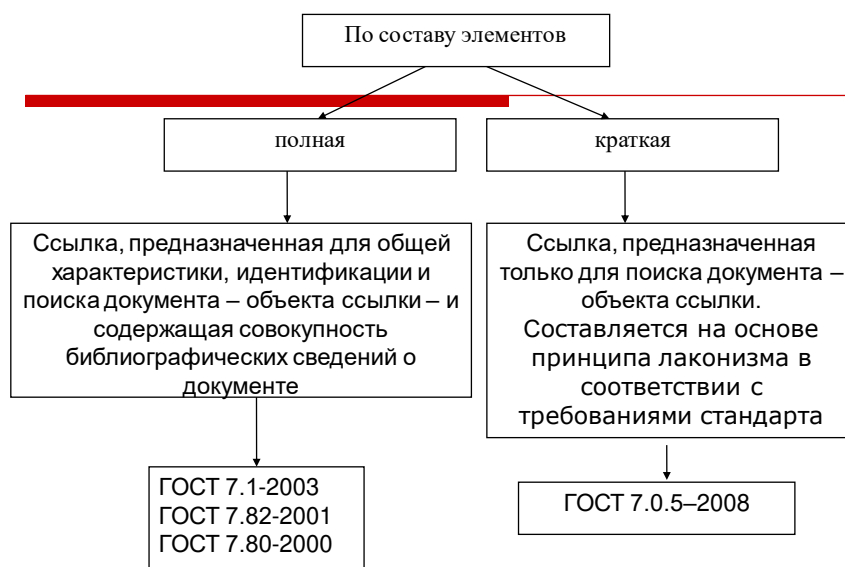 По составу элементов
полная
краткая
Ссылка, предназначенная для общей
характеристики, идентификации и
поиска документа – объекта ссылки – и
содержащая совокупность
библиографических сведений о
документе
Ссылка, предназначенная
только для поиска документа –
объекта ссылки.
Составляется на основе
принципа лаконизма в
соответствии с
требованиями стандарта
ГОСТ 7.1-2003
ГОСТ 7.82-2001
ГОСТ 7.80-2000
ГОСТ 7.0.5–2008